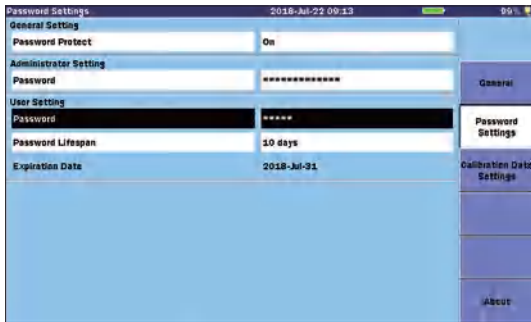 Password Settings 2018-Jul-22 09:13 99%
General Setting
Password Protect On
Administrator Setting
Password *************
User Setting
Password *****
Password Lifespan 10 days
Expiration Date 2018-Jul-31
General
Password
Settings
Calibration Date
Settings
About